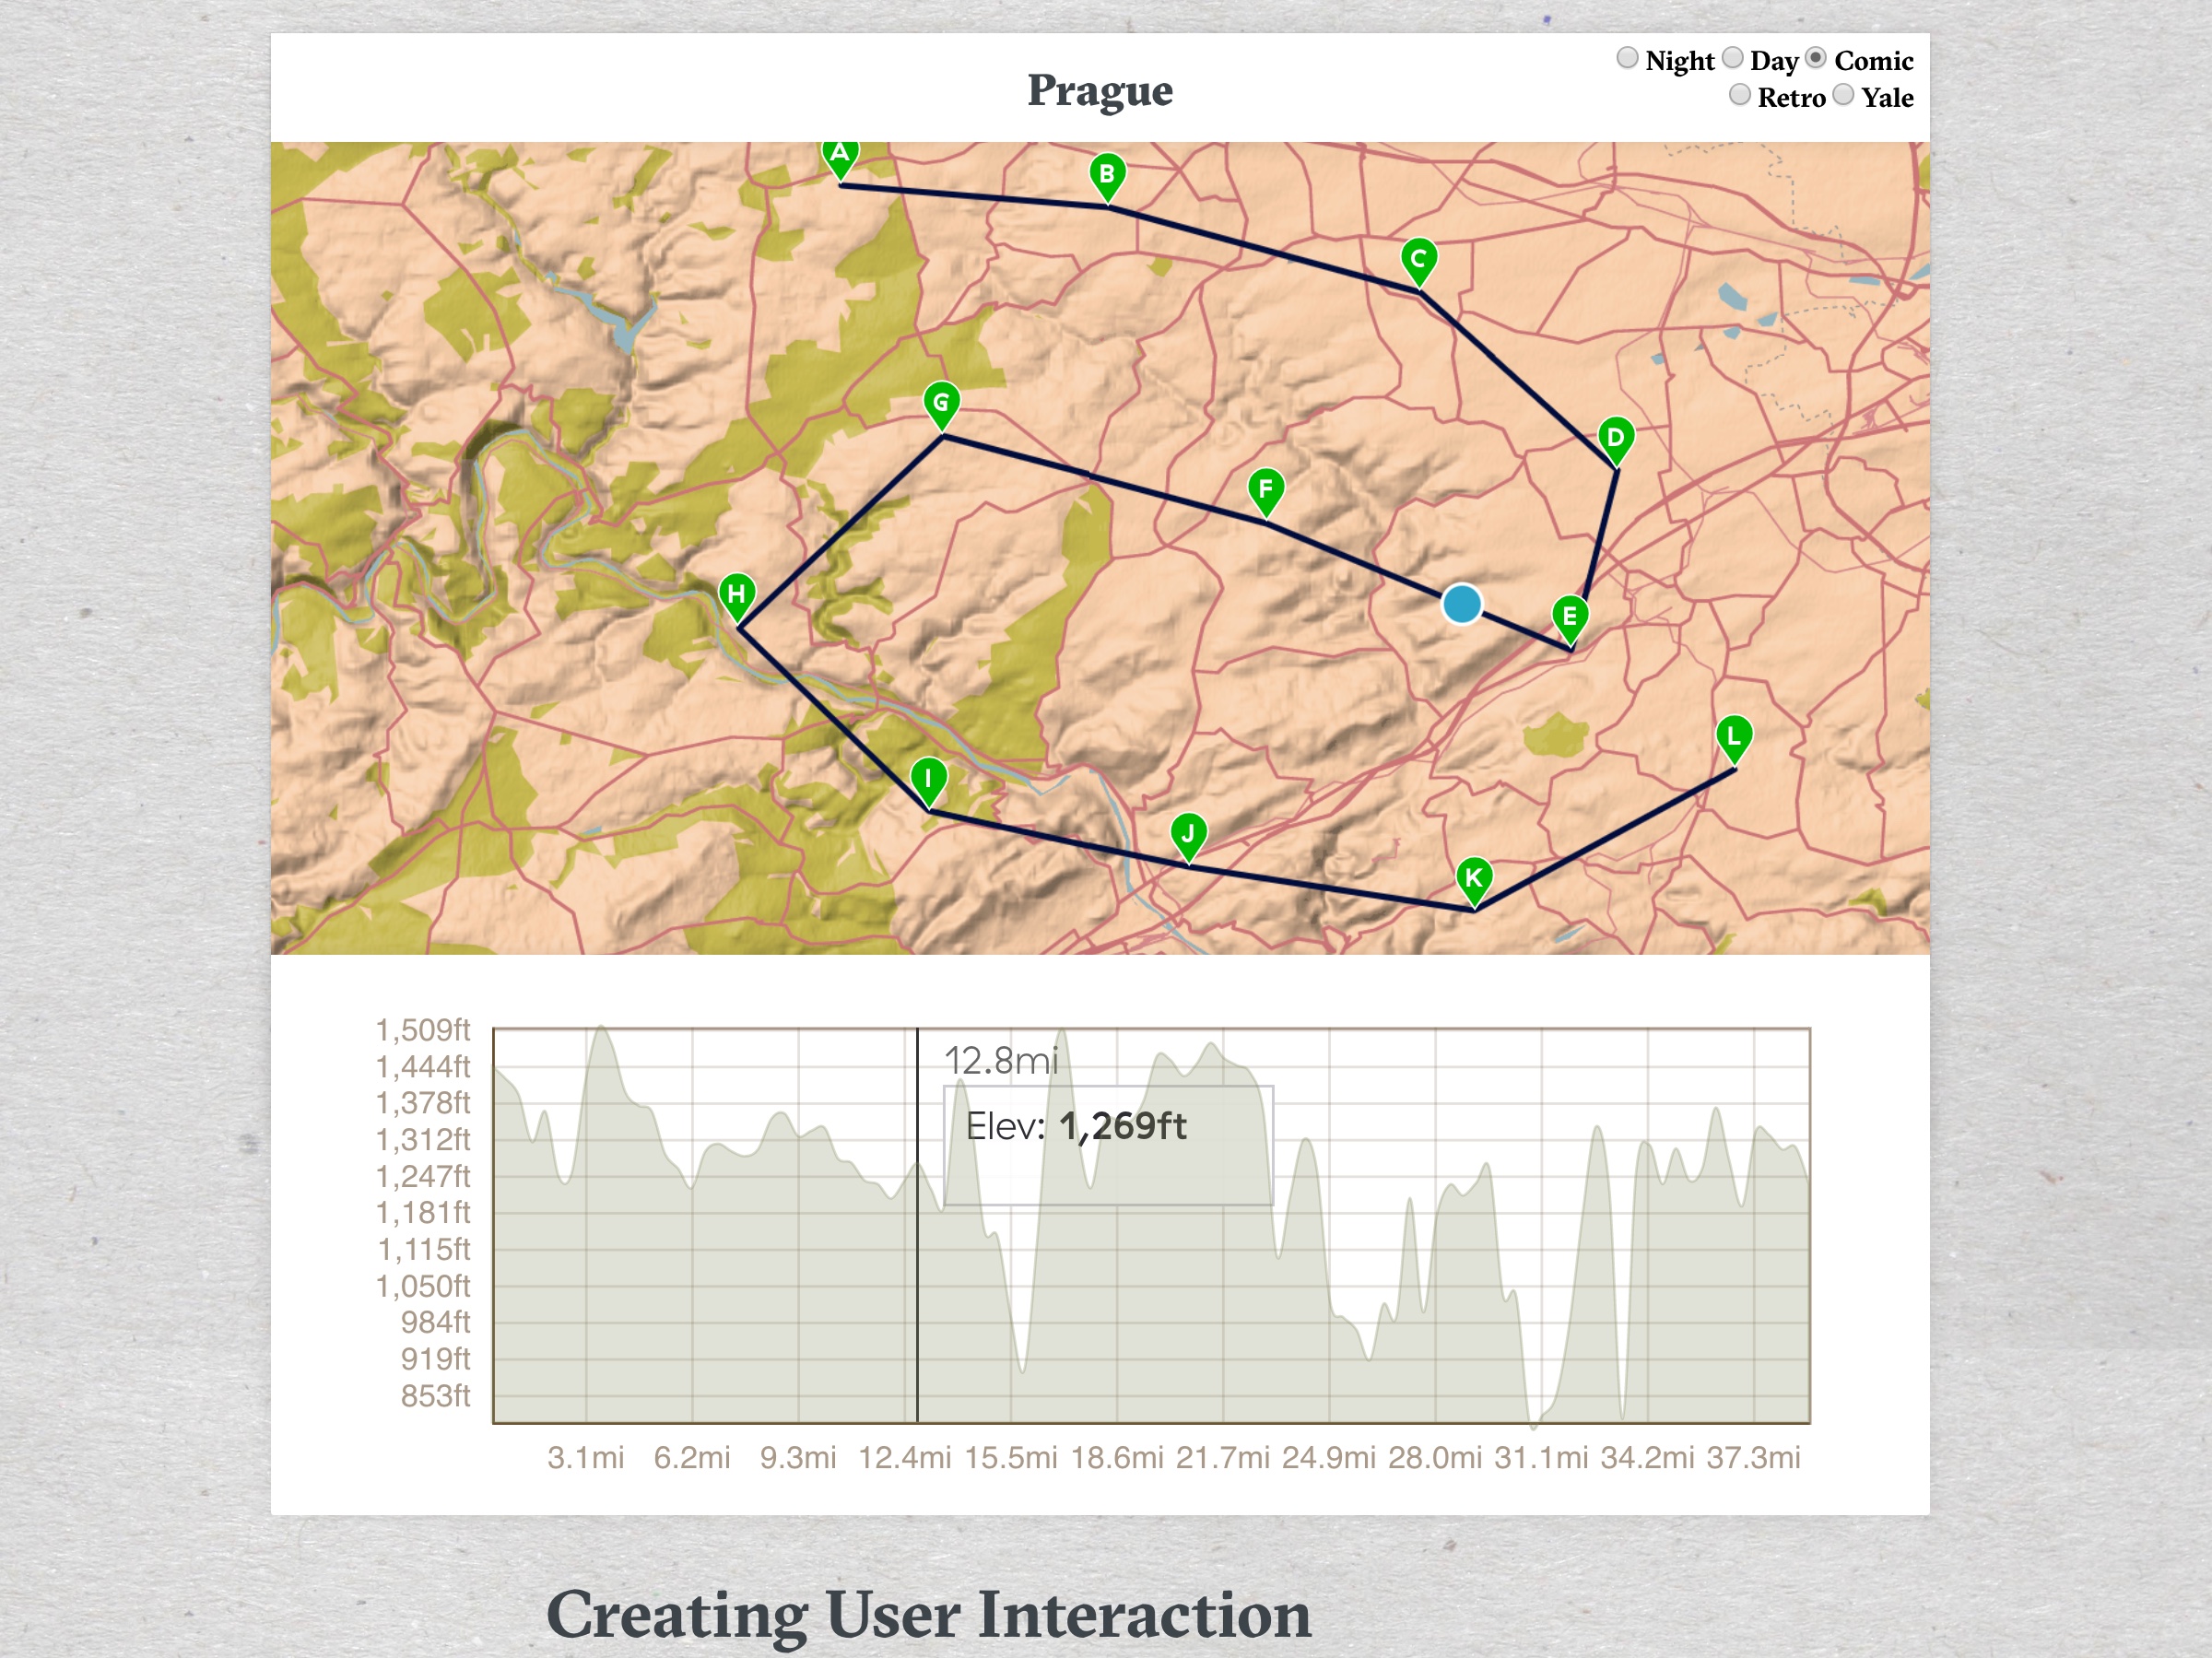 Night Day Comic
Retro Yale
Prague
A
B
C
G
D
F
H
E
L
I
J
K
1,509ft
1,444ft
1,378ft
1,312ft
1,247ft
1,181ft
1,115ft
1,050ft
984ft
919ft
853ft
12.8mi
Elev: 1,269ft
3.1mi 6.2mi 9.3mi 12.4mi 15.5mi 18.6mi 21.7mi 24.9mi 28.0mi 31.1mi 34.2mi 37.3mi
Creating User Interaction